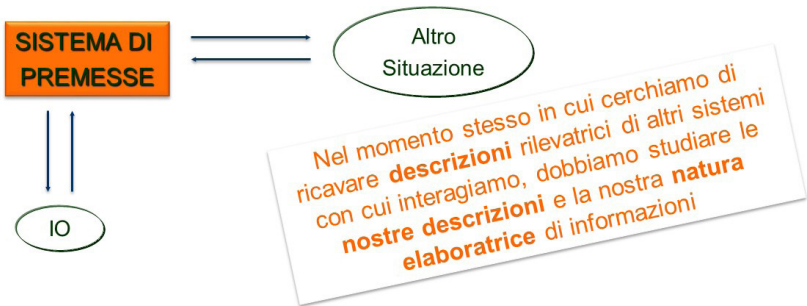 SISTEMA DI
PREMESSE
Altro
Situazione
Nel momento stesso in cui cerchiamo di
ricavare descrizioni rilevatrici di altri sistemi
con cui interagiamo, dobbiamo studiare le
nostre descrizioni e la nostra natura
elaboratrice di informazioni
IO